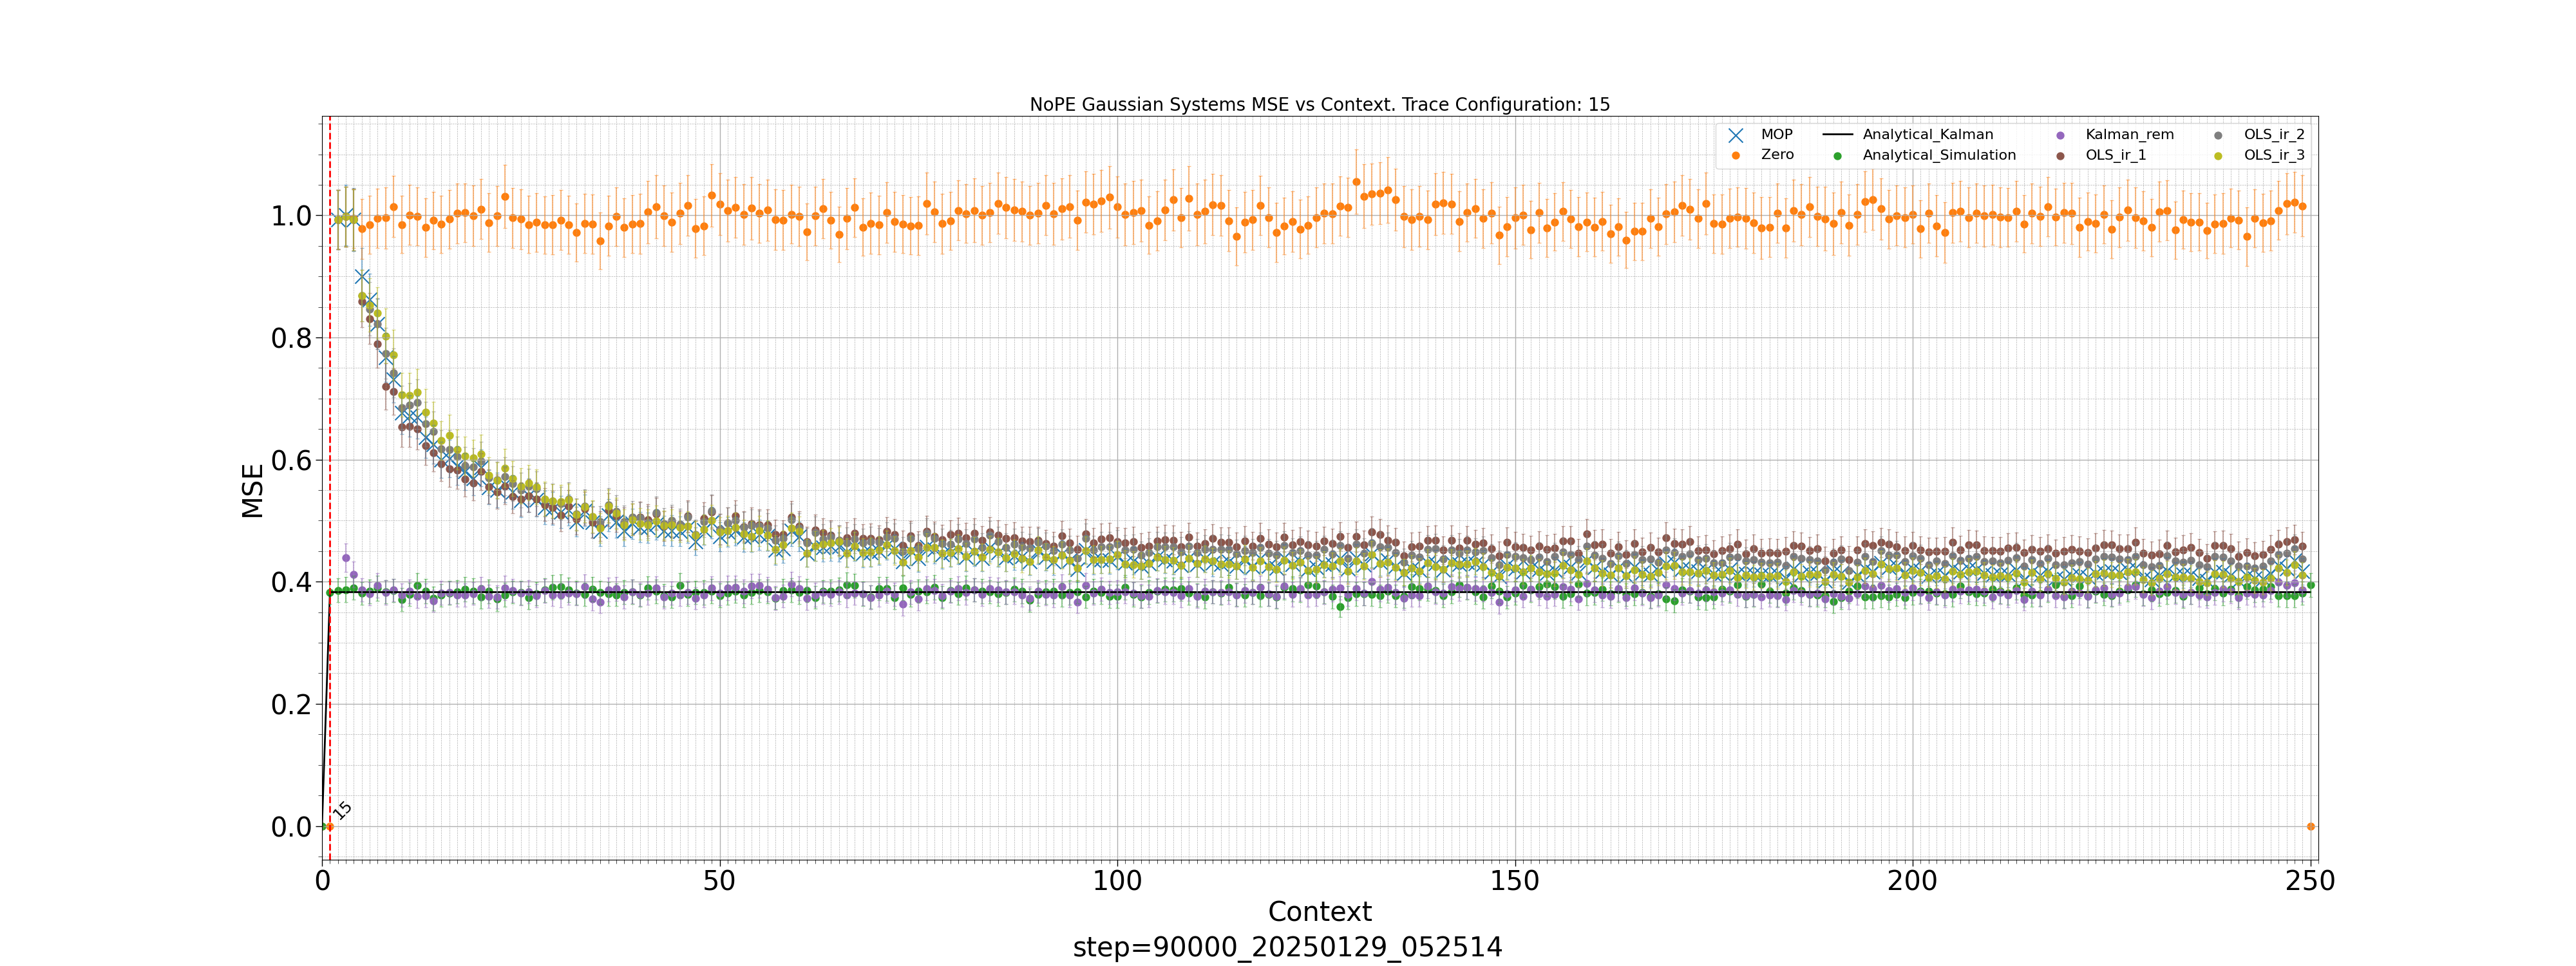 NoPE Gaussian Systems MSE vs Context. Trace Configuration: 15
MOP
Zero
Analytical_Kalman
Analytical_Simulation
Kalman_rem
OLS_ir_1
OLS_ir_2
OLS_ir_3
MSE
1.0
0.8
0.6
0.4
0.2
0.0
15
0 50 100 150 200 250
Context
step=90000_20250129_052514